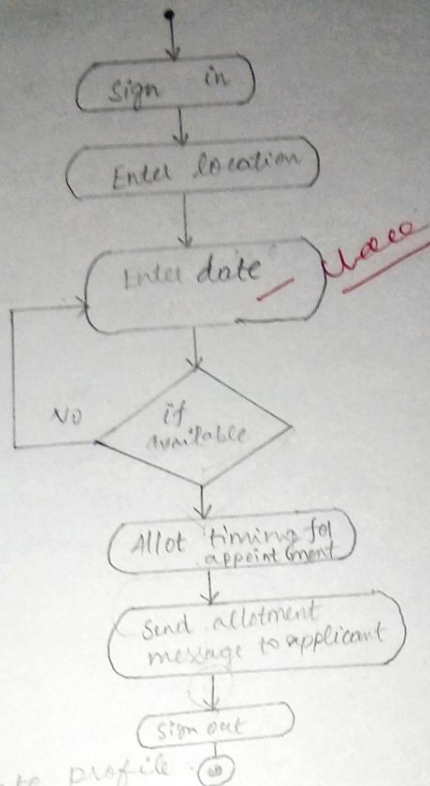 Sign in
Enter location
Enter date
No
if
available
Allot timing for
appointment
Send allotment
message to applicant
Sign out
to profile